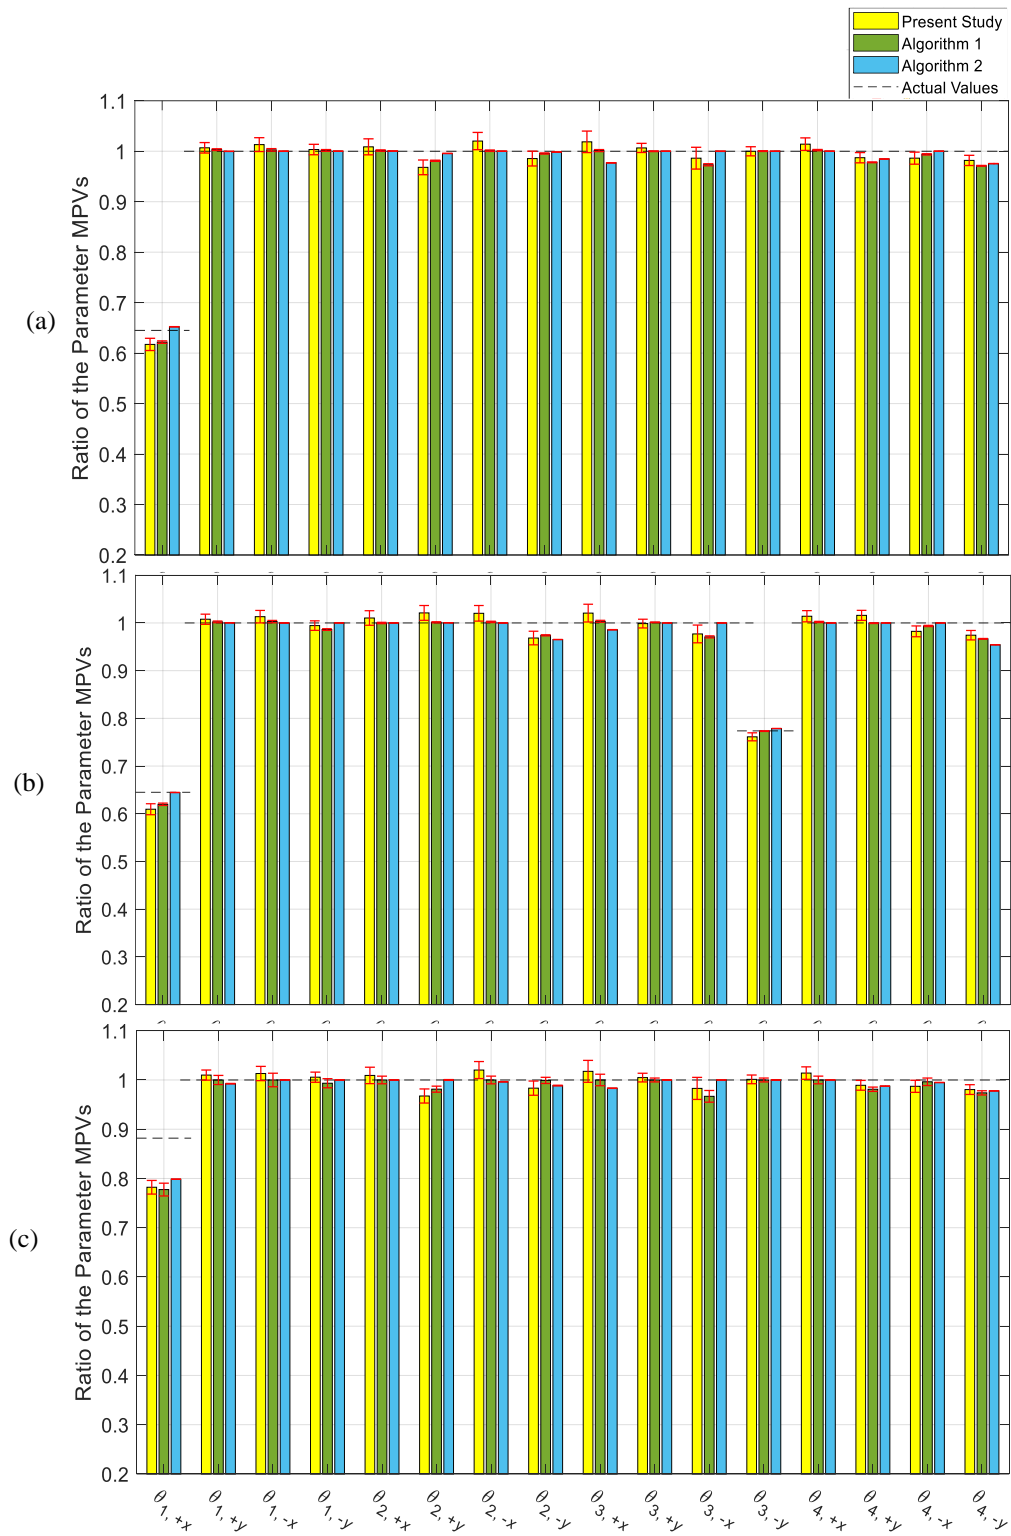 Present Study
Algorithm 1
Algorithm 2
Actual Values
(a)
Ratio of the Parameter MPVs
1.1
1
0.9
0.8
0.7
0.6
0.5
0.4
0.3
0.2
(b)
Ratio of the Parameter MPVs
1.1
1
0.9
0.8
0.7
0.6
0.5
0.4
0.3
0.2
(c)
Ratio of the Parameter MPVs
1.1
1
0.9
0.8
0.7
0.6
0.5
0.4
0.3
0.2
θ1, +x
θ1, +y
θ1, -x
θ1, -y
θ2, +x
θ2, +y
θ2, -x
θ2, -y
θ3, +x
θ3, +y
θ3, -x
θ3, -y
θ4, +x
θ4, +y
θ4, -x
θ4, -y